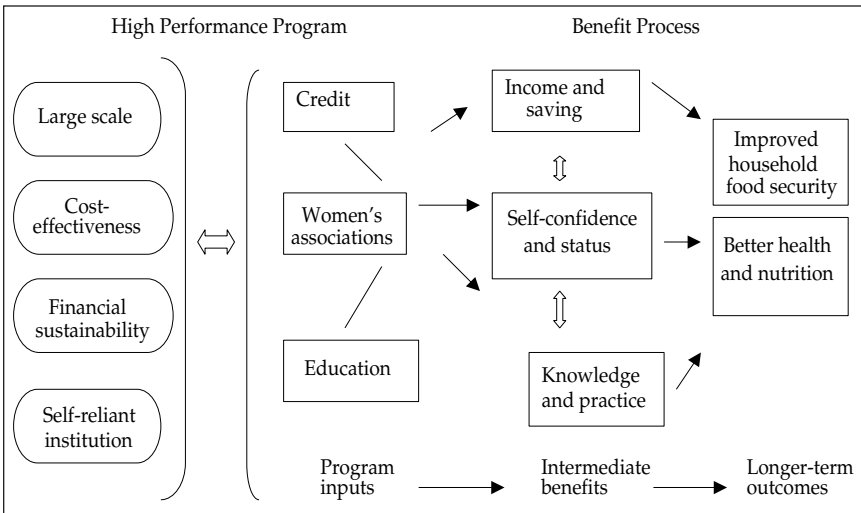 High Performance Program
Benefit Process
Large scale
Cost-
effectiveness
Financial
sustainability
Self-reliant
institution
Credit
Women's
associations
Education
Income and
saving
Self-confidence
and status
Knowledge
and practice
Improved
household
food security
Better health
and nutrition
Program
inputs
Intermediate
benefits
Longer-term
outcomes